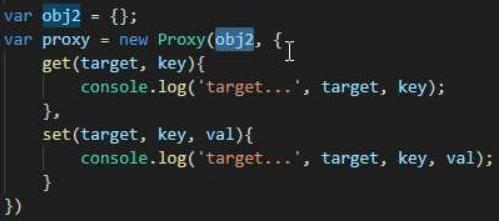 var obj2 = {};
var proxy = new Proxy(obj2, {
    get(target, key){
        console.log('target...', target, key);
    },
    set(target, key, val){
        console.log('target...', target, key, val);
    }
})